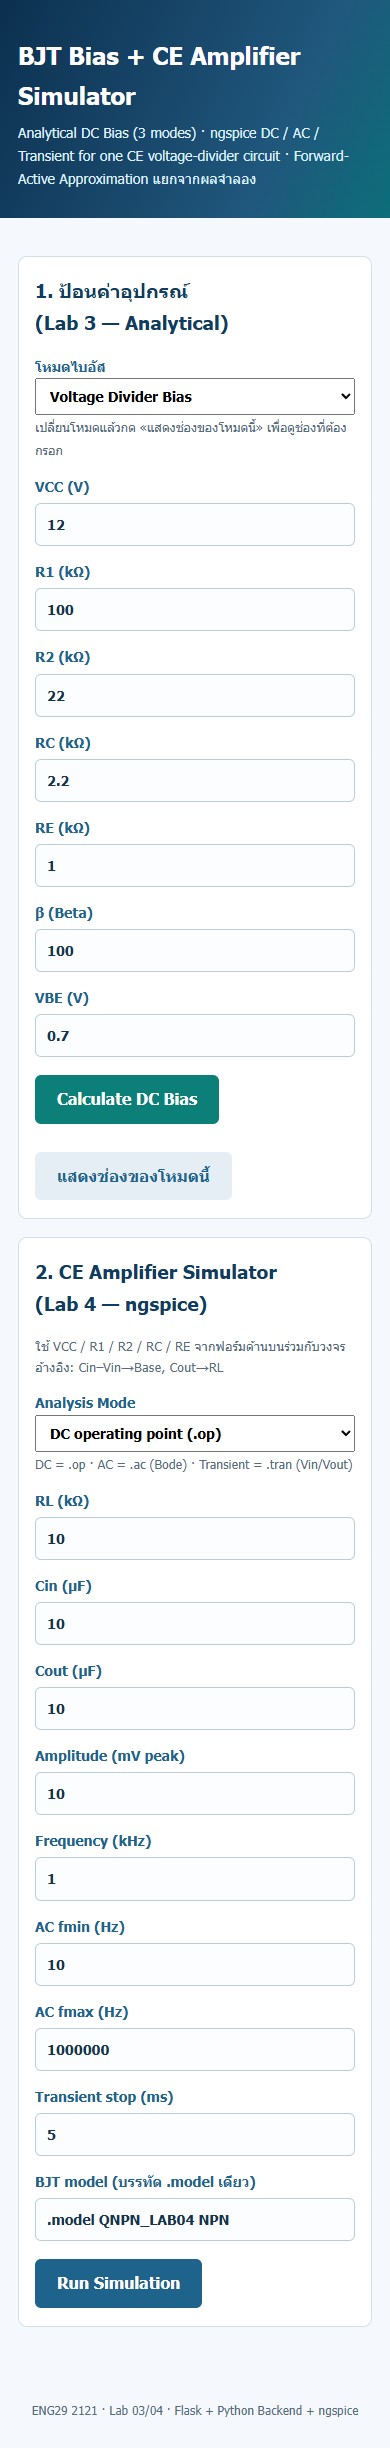 BJT Bias + CE Amplifier
Simulator
Analytical DC Bias (3 modes) · ngspice DC / AC /
Transient for one CE voltage-divider circuit · Forward-
Active Approximation แยกจากผลจำลอง
1. ป้อนค่าอุปกรณ์
(Lab 3 — Analytical)
โหมดไบอัส
Voltage Divider Bias
เปลี่ยนโหมดแล้วกด «แสดงช่องของโหมดนี้» เพื่อดูช่องที่ต้อง
กรอก
VCC (V)
12
R1 (kΩ)
100
R2 (kΩ)
22
RC (kΩ)
2.2
RE (kΩ)
1
β (Beta)
100
VBE (V)
0.7
Calculate DC Bias
แสดงช่องของโหมดนี้
2. CE Amplifier Simulator
(Lab 4 — ngspice)
ใช้ VCC / R1 / R2 / RC / RE จากฟอร์มด้านบนร่วมกับวงจร
อ้างอิง: Cin–Vin→Base, Cout→RL
Analysis Mode
DC operating point (.op)
DC = .op · AC = .ac (Bode) · Transient = .tran (Vin/Vout)
RL (kΩ)
10
Cin (µF)
10
Cout (µF)
10
Amplitude (mV peak)
10
Frequency (kHz)
1
AC fmin (Hz)
10
AC fmax (Hz)
1000000
Transient stop (ms)
5
BJT model (บรรทัด .model เดียว)
.model QNPN_LAB04 NPN
Run Simulation
ENG29 2121 · Lab 03/04 · Flask + Python Backend + ngspice